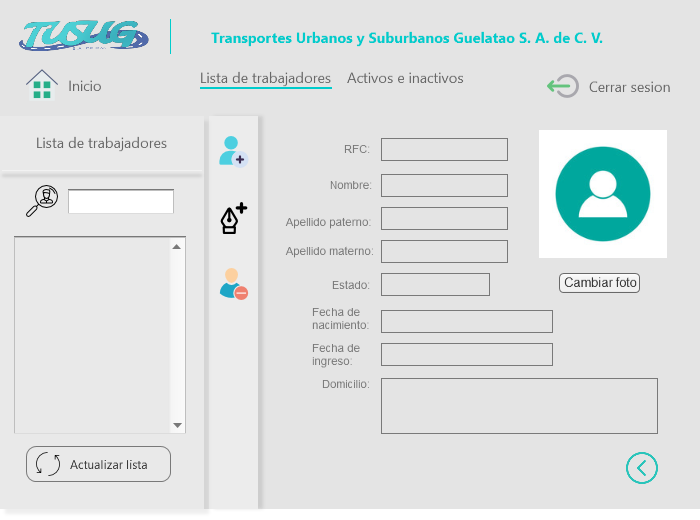 TUSUG
Transportes Urbanos y Suburbanos Guelatao S. A. de C. V.
Inicio
Lista de trabajadores
Activos e inactivos
Cerrar sesion
Lista de trabajadores
Actualizar lista
RFC:
Nombre:
Apellido paterno:
Apellido materno:
Estado:
Fecha de
nacimiento:
Fecha de
ingreso:
Domicilio:
Cambiar foto